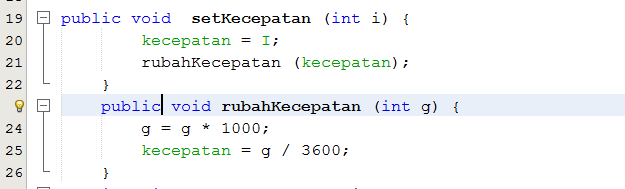 19 public void  setKecepatan (int i) {
20 kecepatan = I;
21 rubahKecepatan (kecepatan);
22 }
public void rubahKecepatan (int g) {
24 g = g * 1000;
25 kecepatan = g / 3600;
26 }